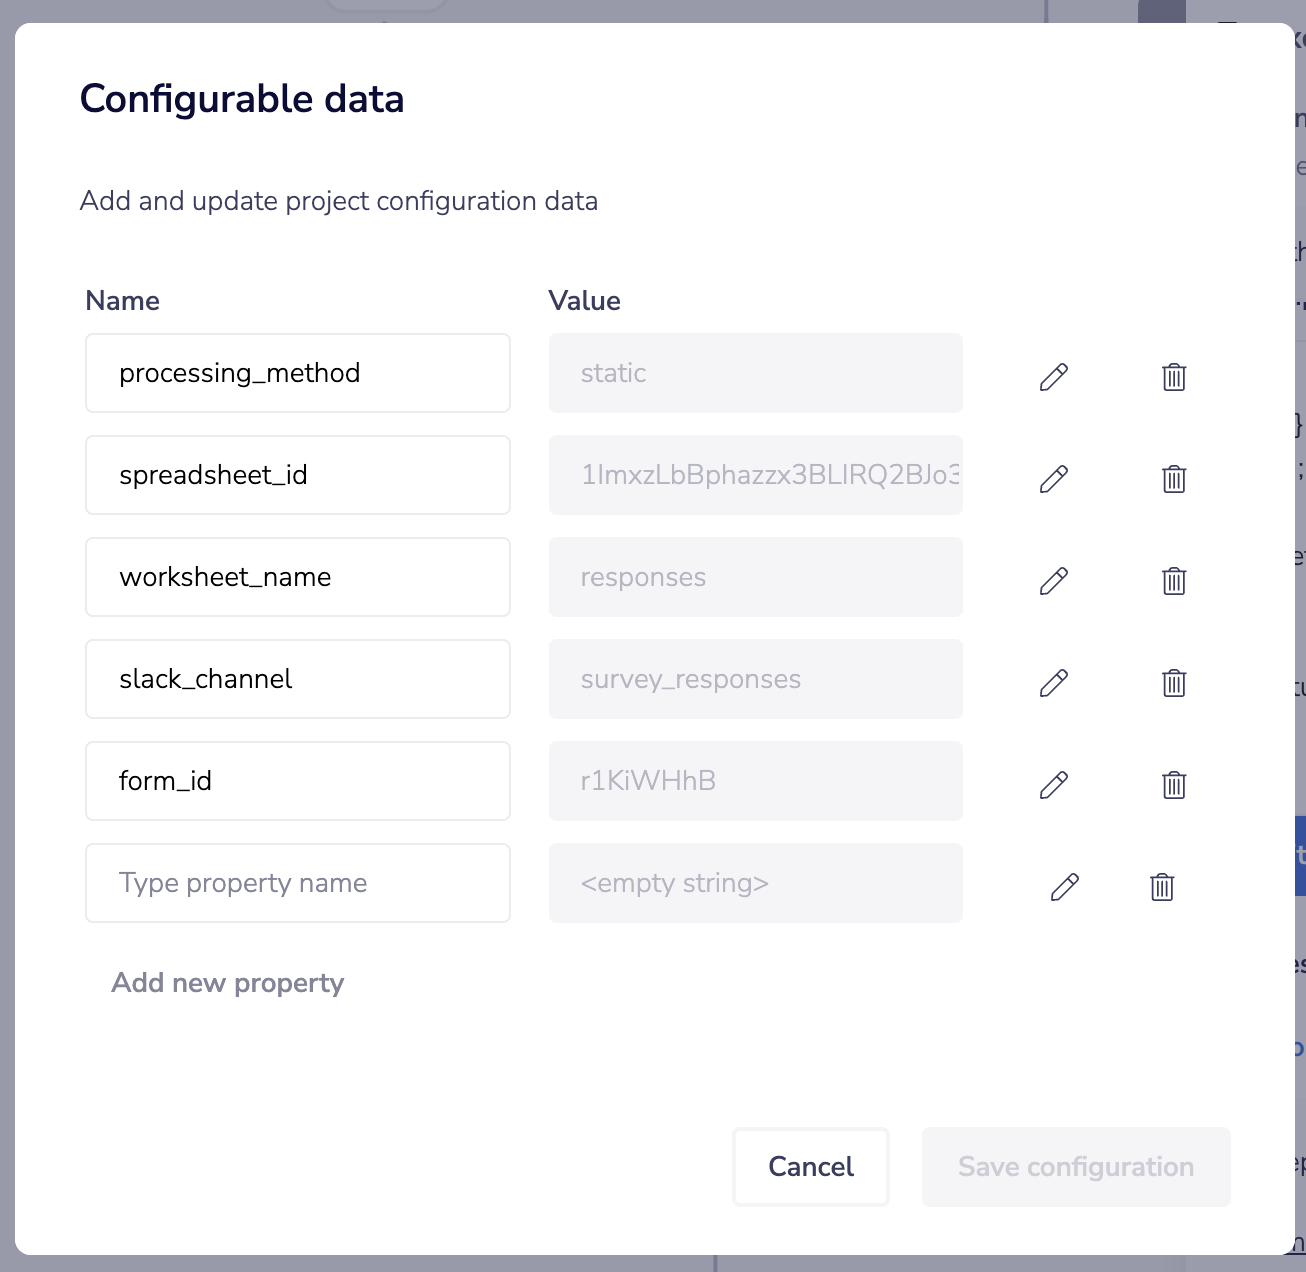 Configurable data
Add and update project configuration data
Name Value
processing_method static
spreadsheet_id
worksheet_name responses
slack_channel survey_responses
form_id r1KiWHhB
Type property name <empty string>
Add new property
Cancel Save configuration